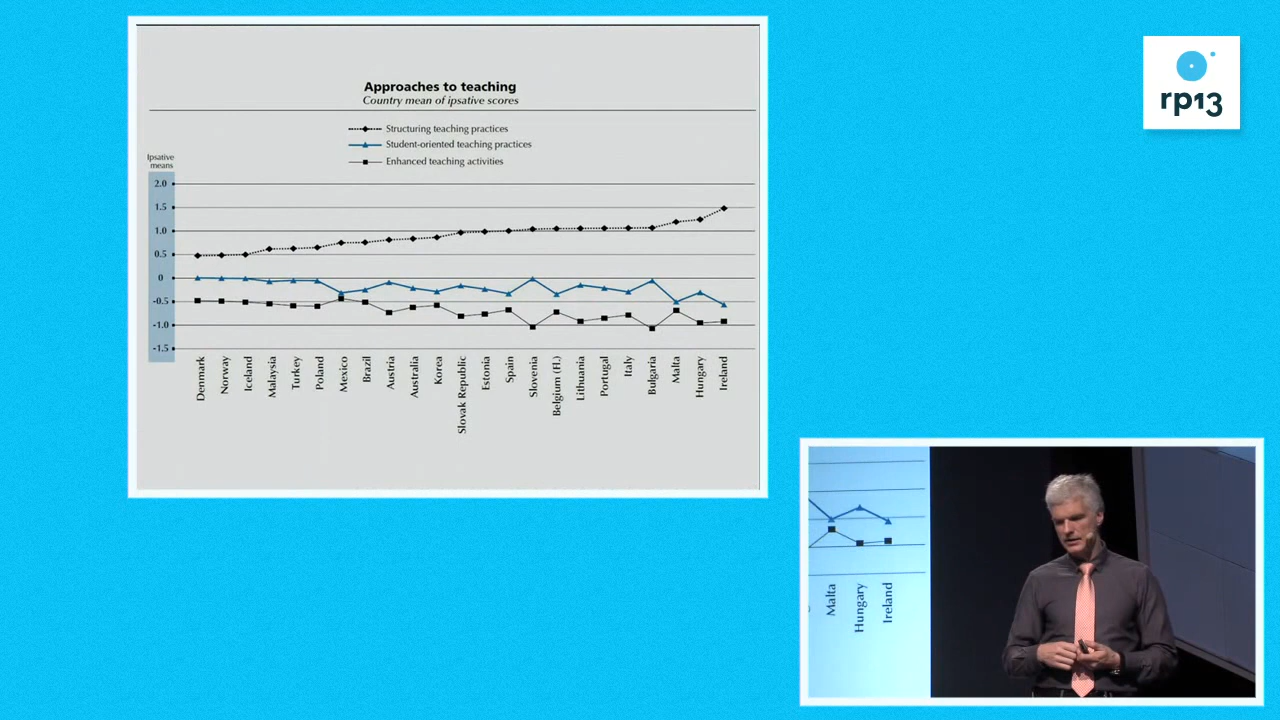 Approaches to teaching
Country mean of ipsative scores
Structuring teaching practices
Student-oriented teaching practices
Enhanced teaching activities
Ipsative
means
2.0
1.5
1.0
0.5
0
-0.5
-1.0
-1.5
Denmark
Norway
Iceland
Malaysia
Turkey
Poland
Mexico
Brazil
Austria
Australia
Korea
Slovak Republic
Estonia
Spain
Slovenia
Belgium (Fl.)
Lithuania
Portugal
Italy
Bulgaria
Malta
Hungary
Ireland
rp13
Malta
Hungary
Ireland